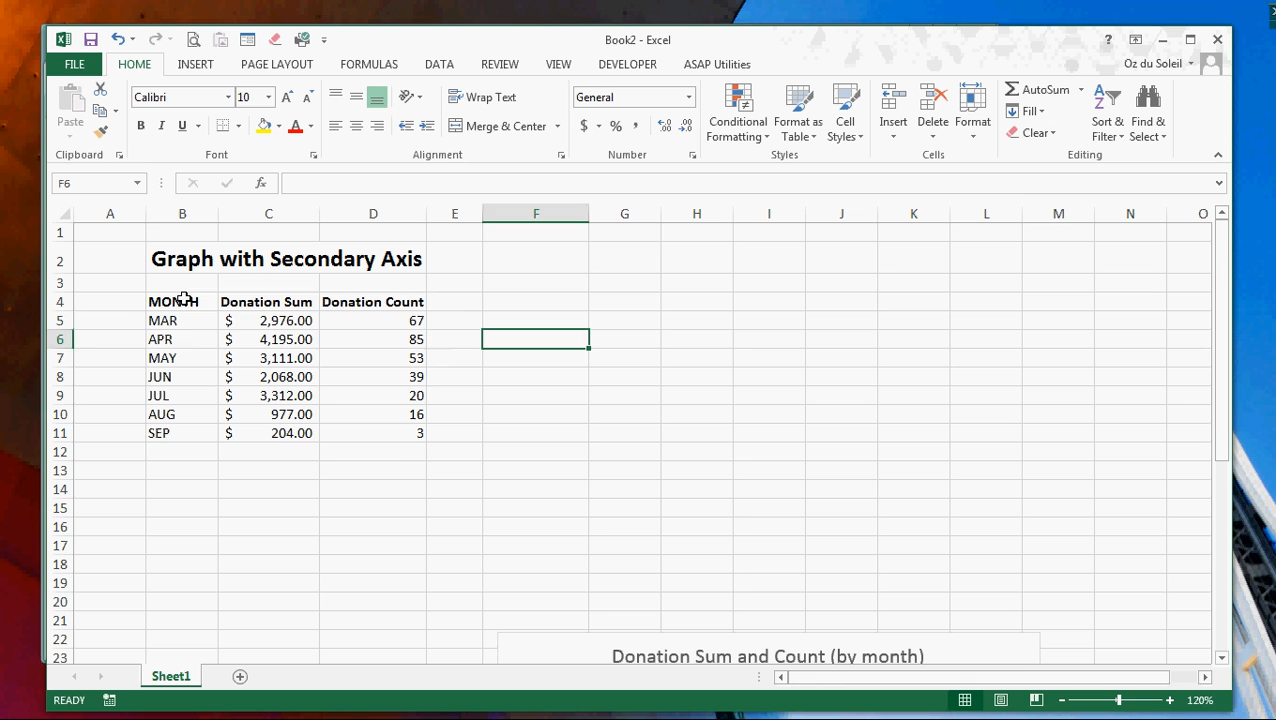 Book2 - Excel
?
FILE HOME INSERT PAGE LAYOUT FORMULAS DATA REVIEW VIEW DEVELOPER ASAP Utilities Oz du Soleil
Paste Calibri 10 A A Wrap Text General Conditional Formatting Format as Table Cell Styles Insert Delete Format AutoSum Fill Clear Sort & Filter Find & Select
B I U A Merge & Center $ % , .0 .00 .00 .0
Clipboard Font Alignment Number Styles Cells Editing
F6 fx
A B C D E F G H I J K L M N O
1
2 Graph with Secondary Axis
3
4 MONTH Donation Sum Donation Count
5 MAR $ 2,976.00 67
6 APR $ 4,195.00 85
7 MAY $ 3,111.00 53
8 JUN $ 2,068.00 39
9 JUL $ 3,312.00 20
10 AUG $ 977.00 16
11 SEP $ 204.00 3
12
13
14
15
16
17
18
19
20
21
22
23 Donation Sum and Count (by month)
Sheet1
READY 120%